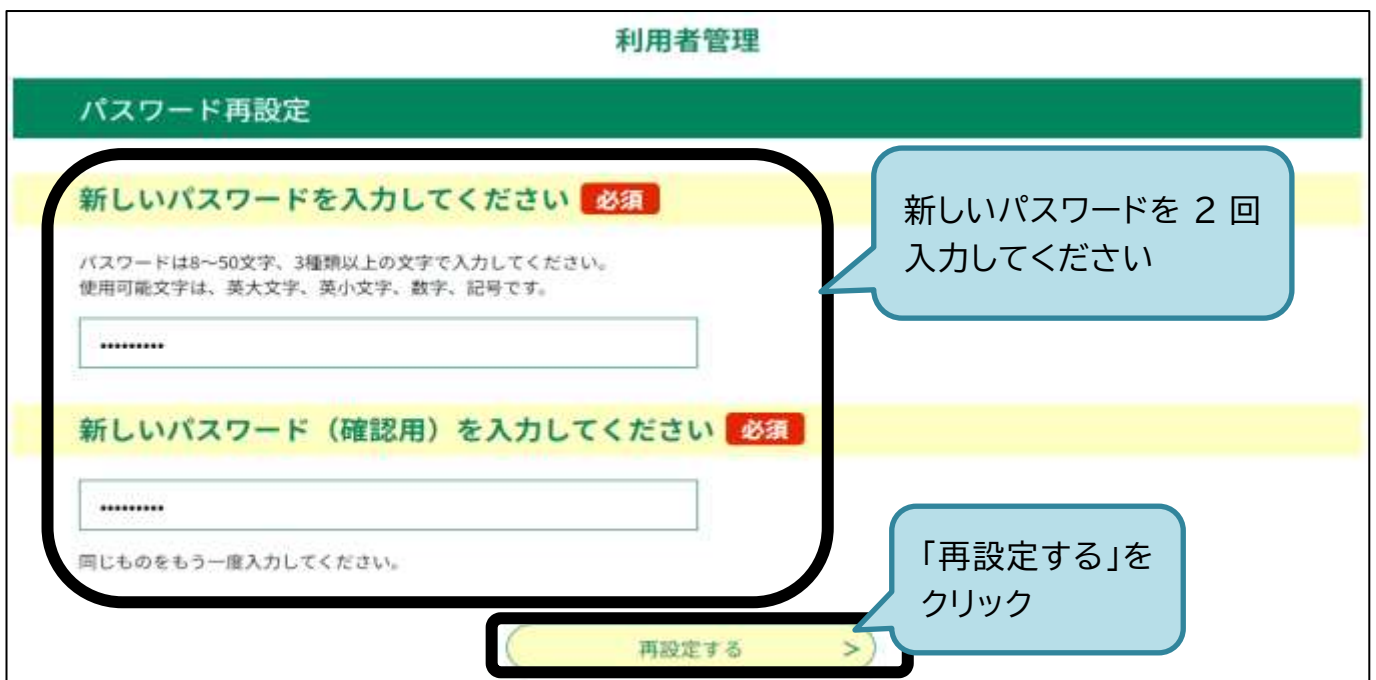 利用者管理
パスワード再設定
新しいパスワードを入力してください 必須
パスワードは8～50文字、3種類以上の文字で入力してください。
使用可能文字は、英大文字、英小文字、数字、記号です。
•••••••••
新しいパスワードを 2 回
入力してください
新しいパスワード（確認用）を入力してください 必須
•••••••••
同じものをもう一度入力してください。
「再設定する」を
クリック
再設定する >